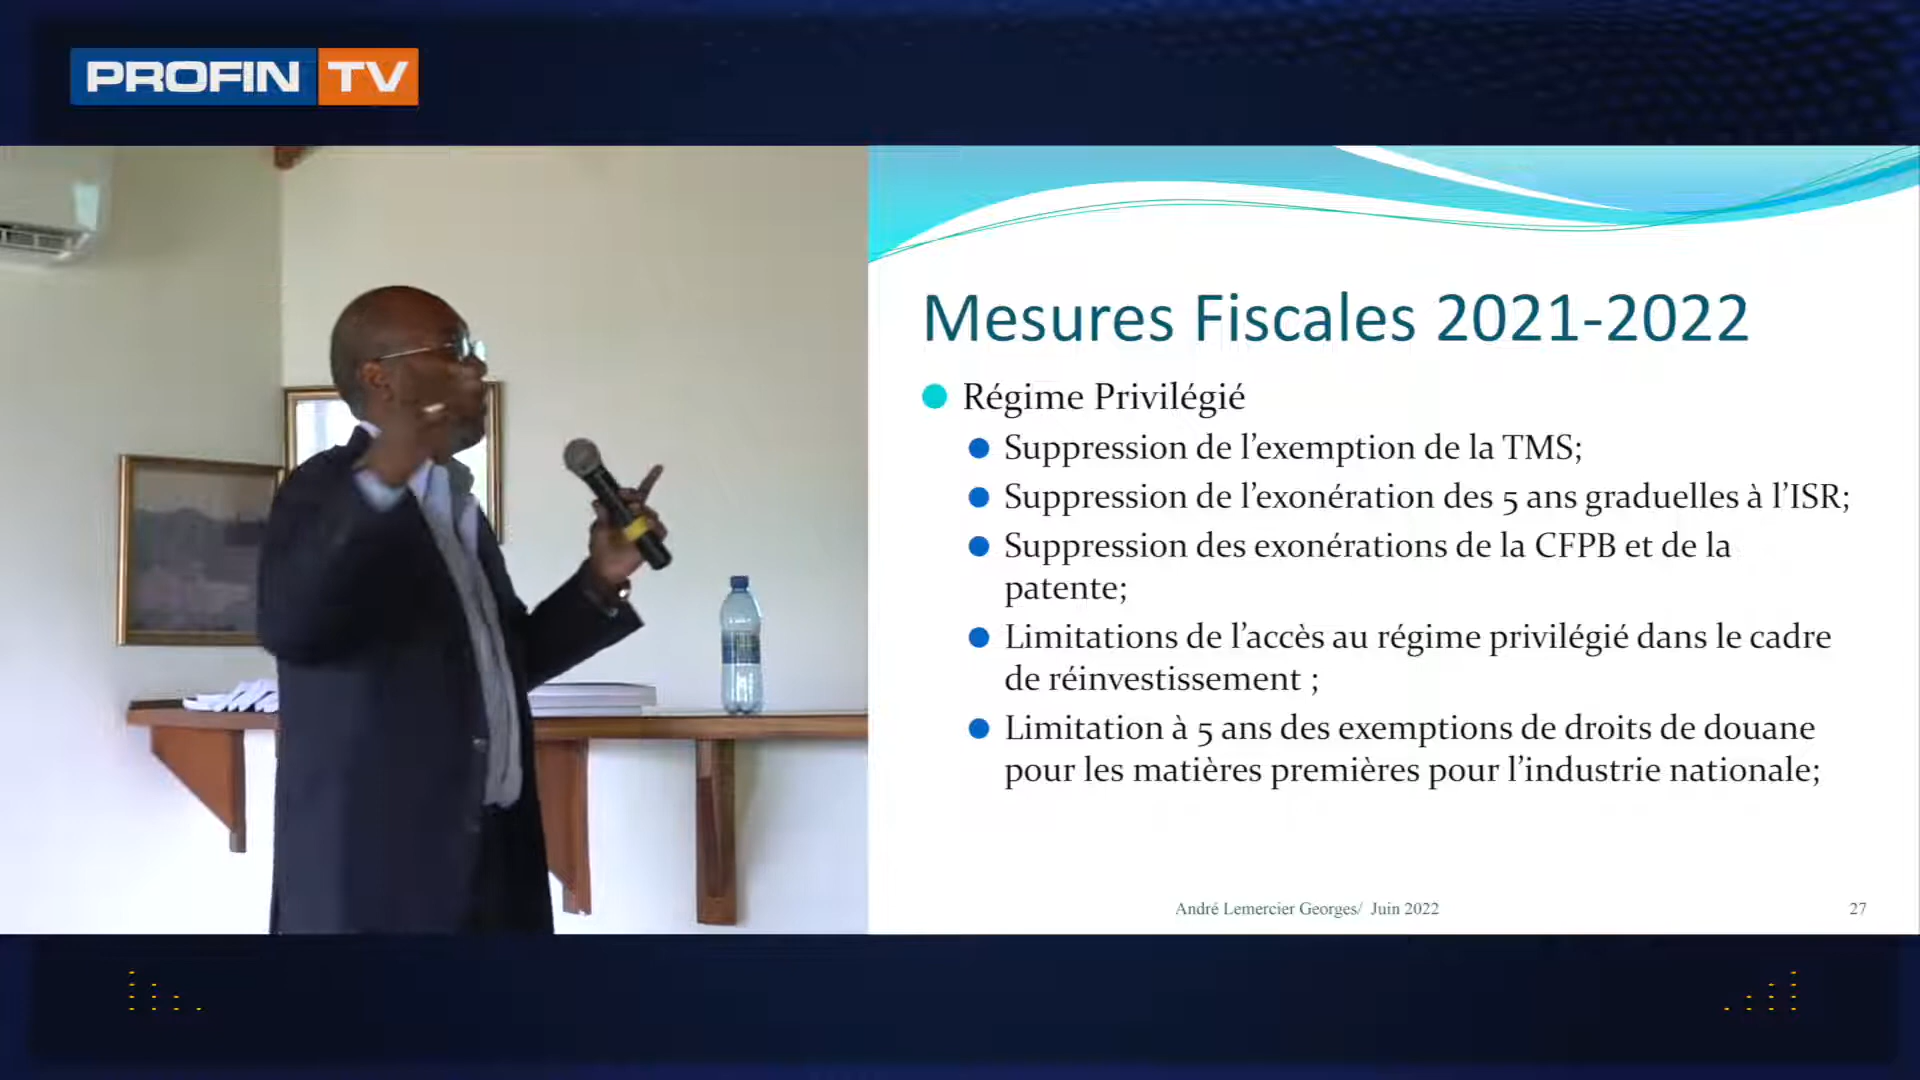 PROFIN TV
Mesures Fiscales 2021-2022
Régime Privilégié
Suppression de l’exemption de la TMS;
Suppression de l’exonération des 5 ans graduelles à l’ISR;
Suppression des exonérations de la CFPB et de la
patente;
Limitations de l’accès au régime privilégié dans le cadre
de réinvestissement ;
Limitation à 5 ans des exemptions de droits de douane
pour les matières premières pour l’industrie nationale;
André Lemercier Georges/ Juin 2022
27